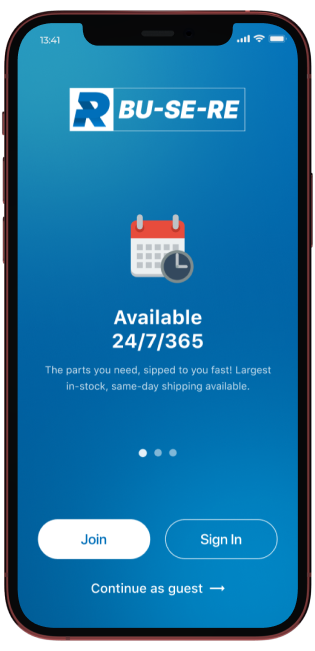 13:41
BU-SE-RE
Available
24/7/365
The parts you need, sipped to you fast! Largest
in-stock, same-day shipping available.
Join
Sign In
Continue as guest →